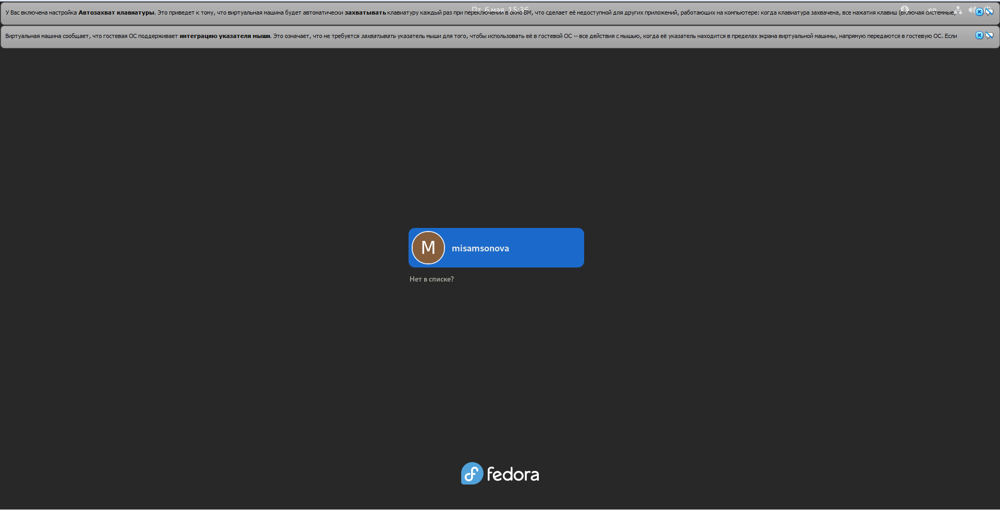 Пт, 6 мая, 15:36
en
У Вас включена настройка Автозахват клавиатуры. Это приведет к тому, что виртуальная машина будет автоматически захватывать клавиатуру каждый раз при переключении в окно ВМ, что сделает её недоступной для других приложений, работающих на компьютере: когда клавиатура захвачена, все нажатия клавиш (включая системные,
Виртуальная машина сообщает, что гостевая ОС поддерживает интеграцию указателя мыши. Это означает, что не требуется захватывать указатель мыши для того, чтобы использовать её в гостевой ОС -- все действия с мышью, когда её указатель находится в пределах экрана виртуальной машины, напрямую передаются в гостевую ОС. Если
M
misamsonova
Нет в списке?
fedora